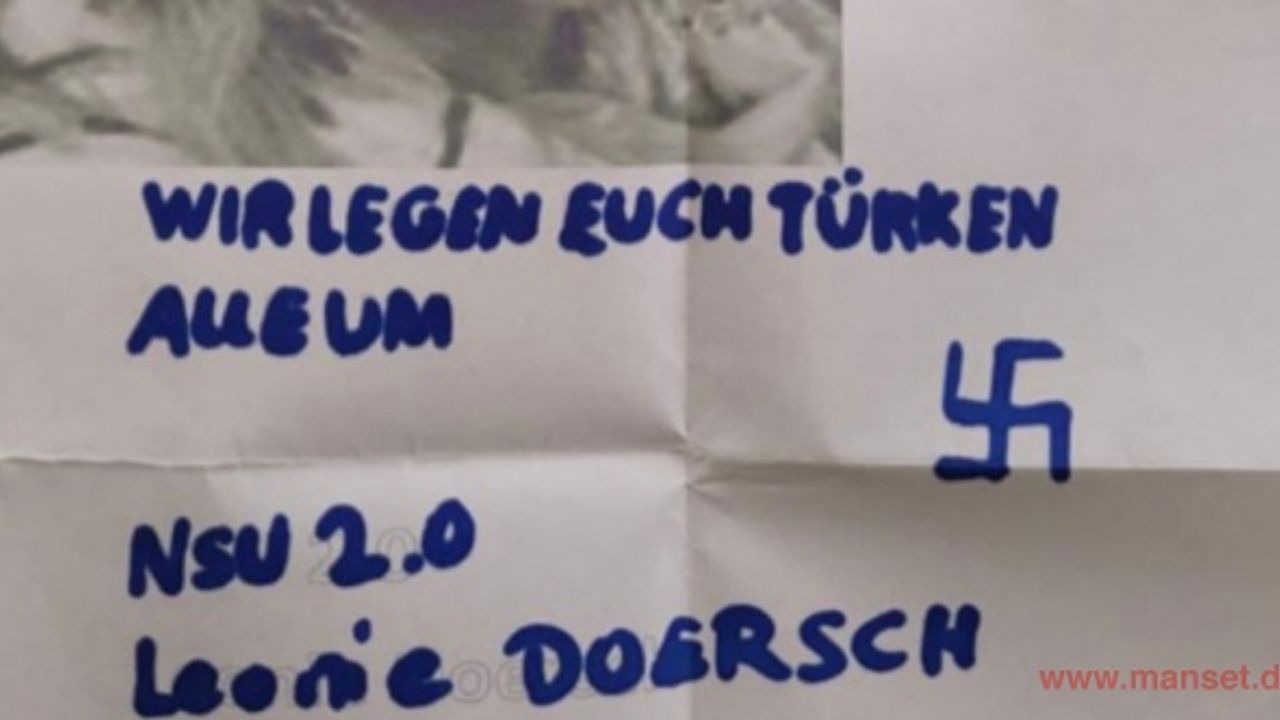 WIR LEGEN EUCH TÜRKEN
ALLE UM
NSU 2.0
Leonie DOERSCH
www.manset.d